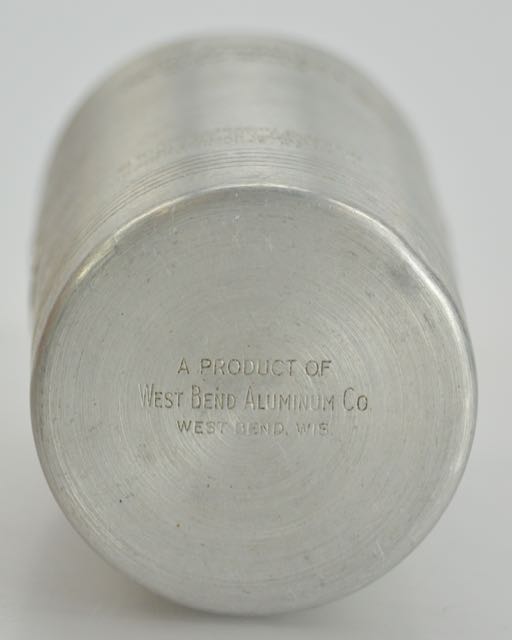 A PRODUCT OF
WEST BEND ALUMINUM CO.
WEST BEND, WIS.